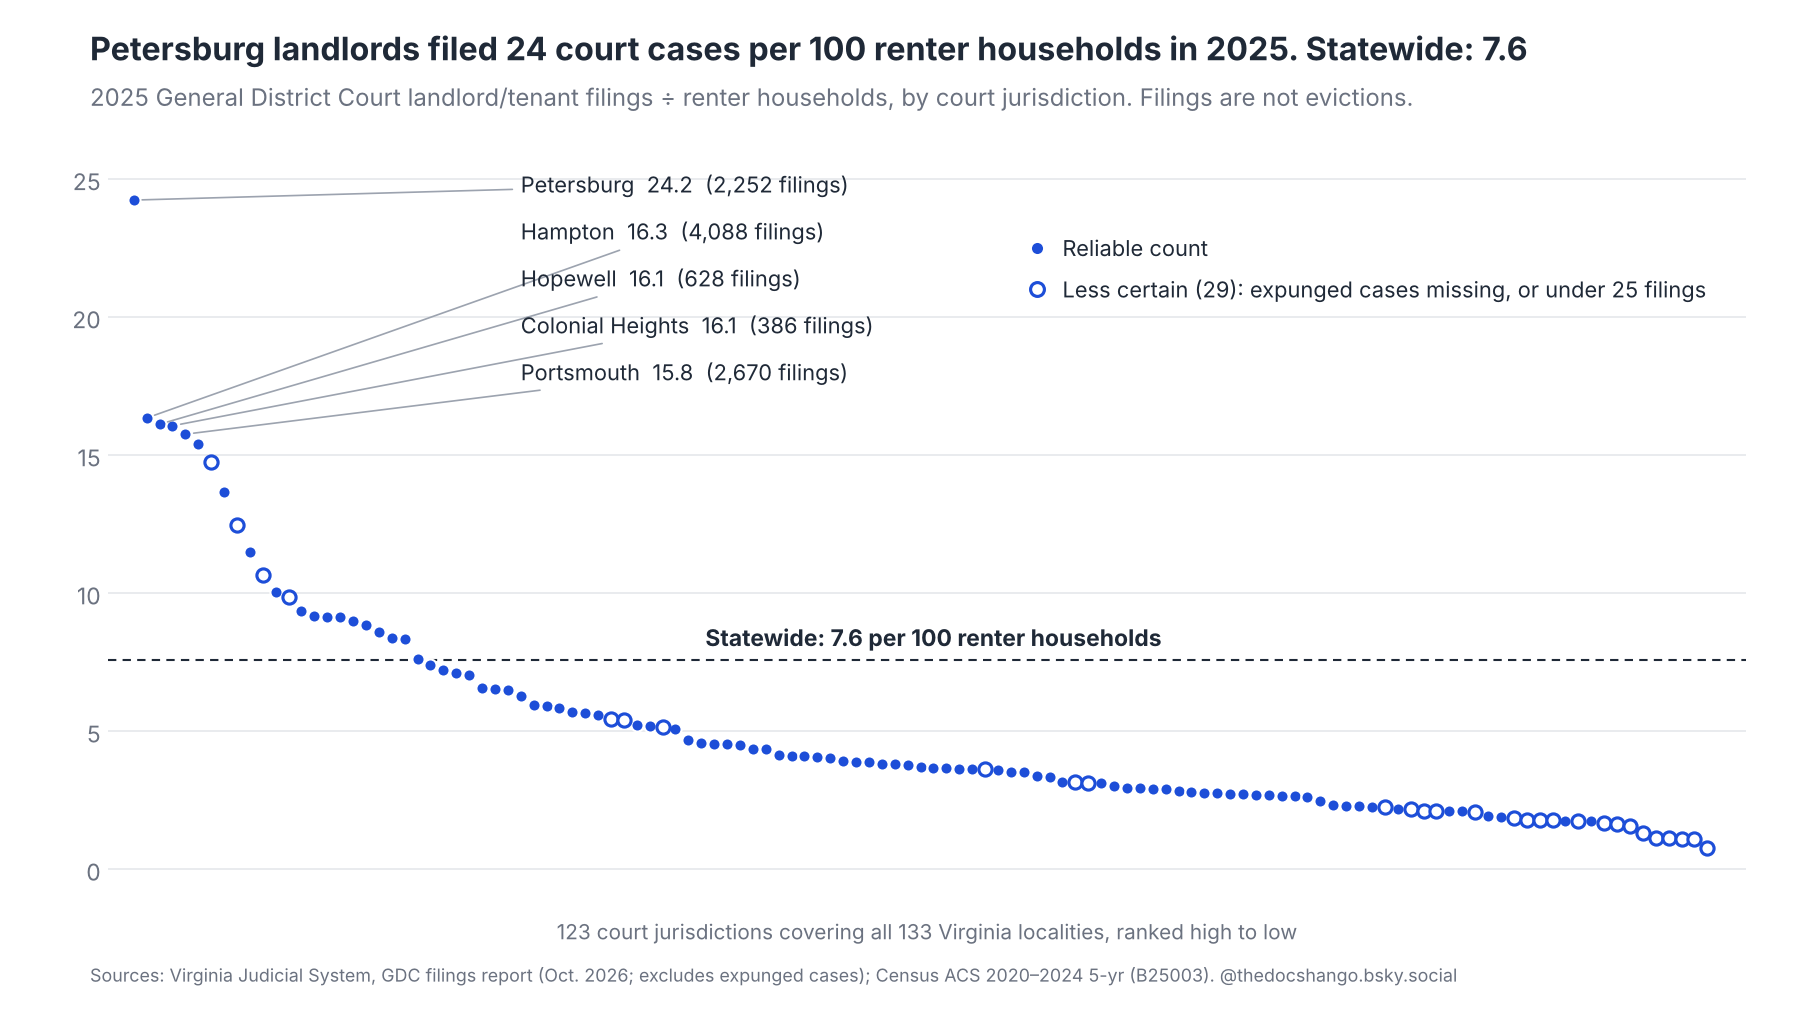 Petersburg landlords filed 24 court cases per 100 renter households in 2025. Statewide: 7.6
2025 General District Court landlord/tenant filings ÷ renter households, by court jurisdiction. Filings are not evictions.
25
Petersburg 24.2 (2,252 filings)
Hampton 16.3 (4,088 filings)
Hopewell 16.1 (628 filings)
Colonial Heights 16.1 (386 filings)
Portsmouth 15.8 (2,670 filings)
Reliable count
Less certain (29): expunged cases missing, or under 25 filings
20
15
10
Statewide: 7.6 per 100 renter households
5
0
123 court jurisdictions covering all 133 Virginia localities, ranked high to low
Sources: Virginia Judicial System, GDC filings report (Oct. 2026; excludes expunged cases); Census ACS 2020–2024 5-yr (B25003). @thedocshango.bsky.social